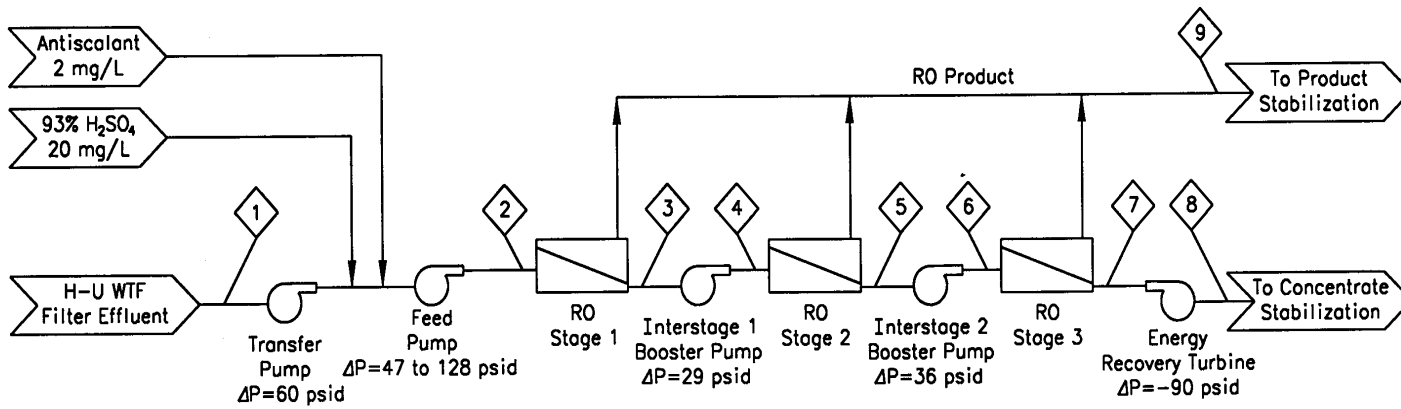 Antiscalant
2 mg/L
93% H₂SO₄
20 mg/L
H-U WTF
Filter Effluent
1
Transfer
Pump
ΔP=60 psid
Feed
Pump
ΔP=47 to 128 psid
2
RO
Stage 1
3
Interstage 1
Booster Pump
ΔP=29 psid
4
RO
Stage 2
5
Interstage 2
Booster Pump
ΔP=36 psid
6
RO
Stage 3
7
Energy
Recovery Turbine
ΔP=-90 psid
8
To Concentrate
Stabilization
RO Product
9
To Product
Stabilization